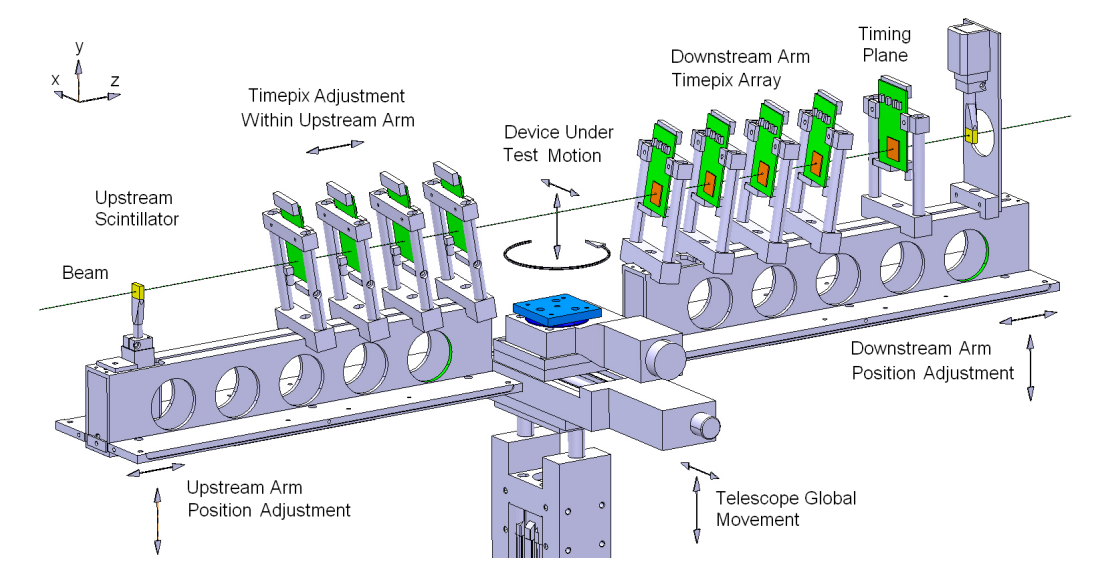 y
x
z
Timepix Adjustment
Within Upstream Arm
Downstream Arm
Timepix Array
Timing
Plane
Device Under
Test Motion
Upstream
Scintillator
Beam
Downstream Arm
Position Adjustment
Upstream Arm
Position Adjustment
Telescope Global
Movement